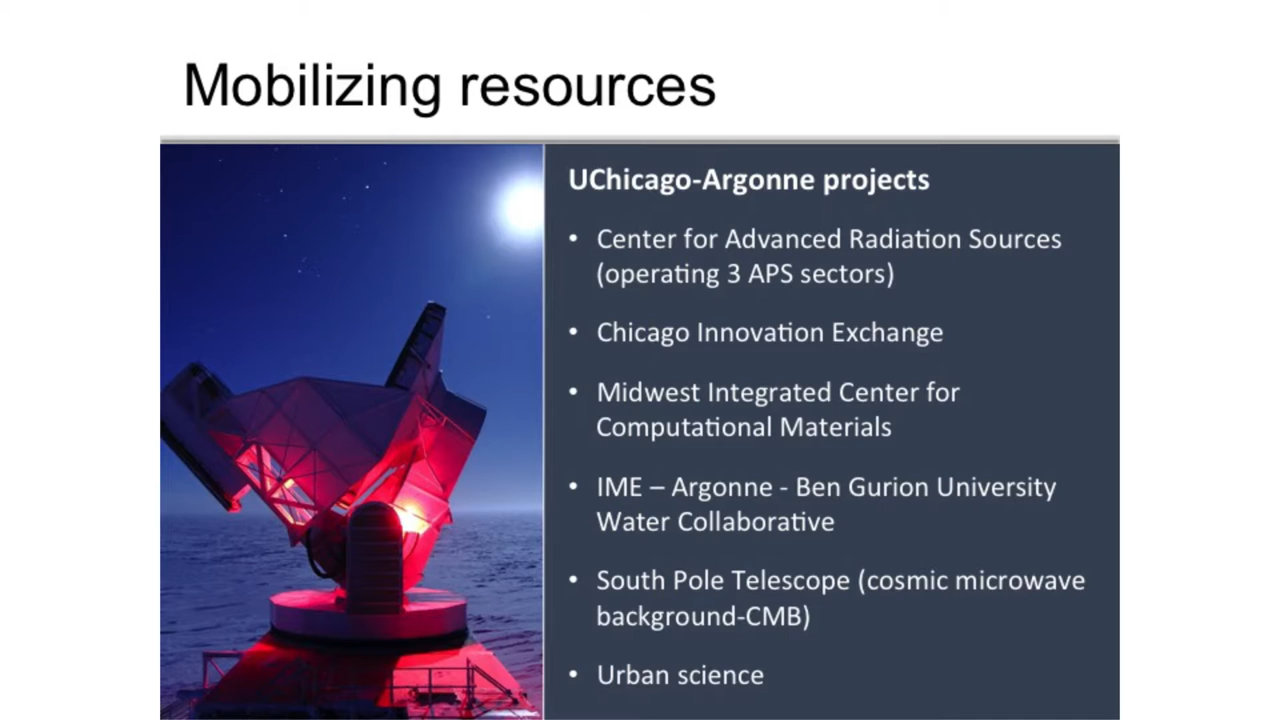 Mobilizing resources
UChicago-Argonne projects
• Center for Advanced Radiation Sources
(operating 3 APS sectors)
• Chicago Innovation Exchange
• Midwest Integrated Center for
Computational Materials
• IME – Argonne - Ben Gurion University
Water Collaborative
• South Pole Telescope (cosmic microwave
background-CMB)
• Urban science